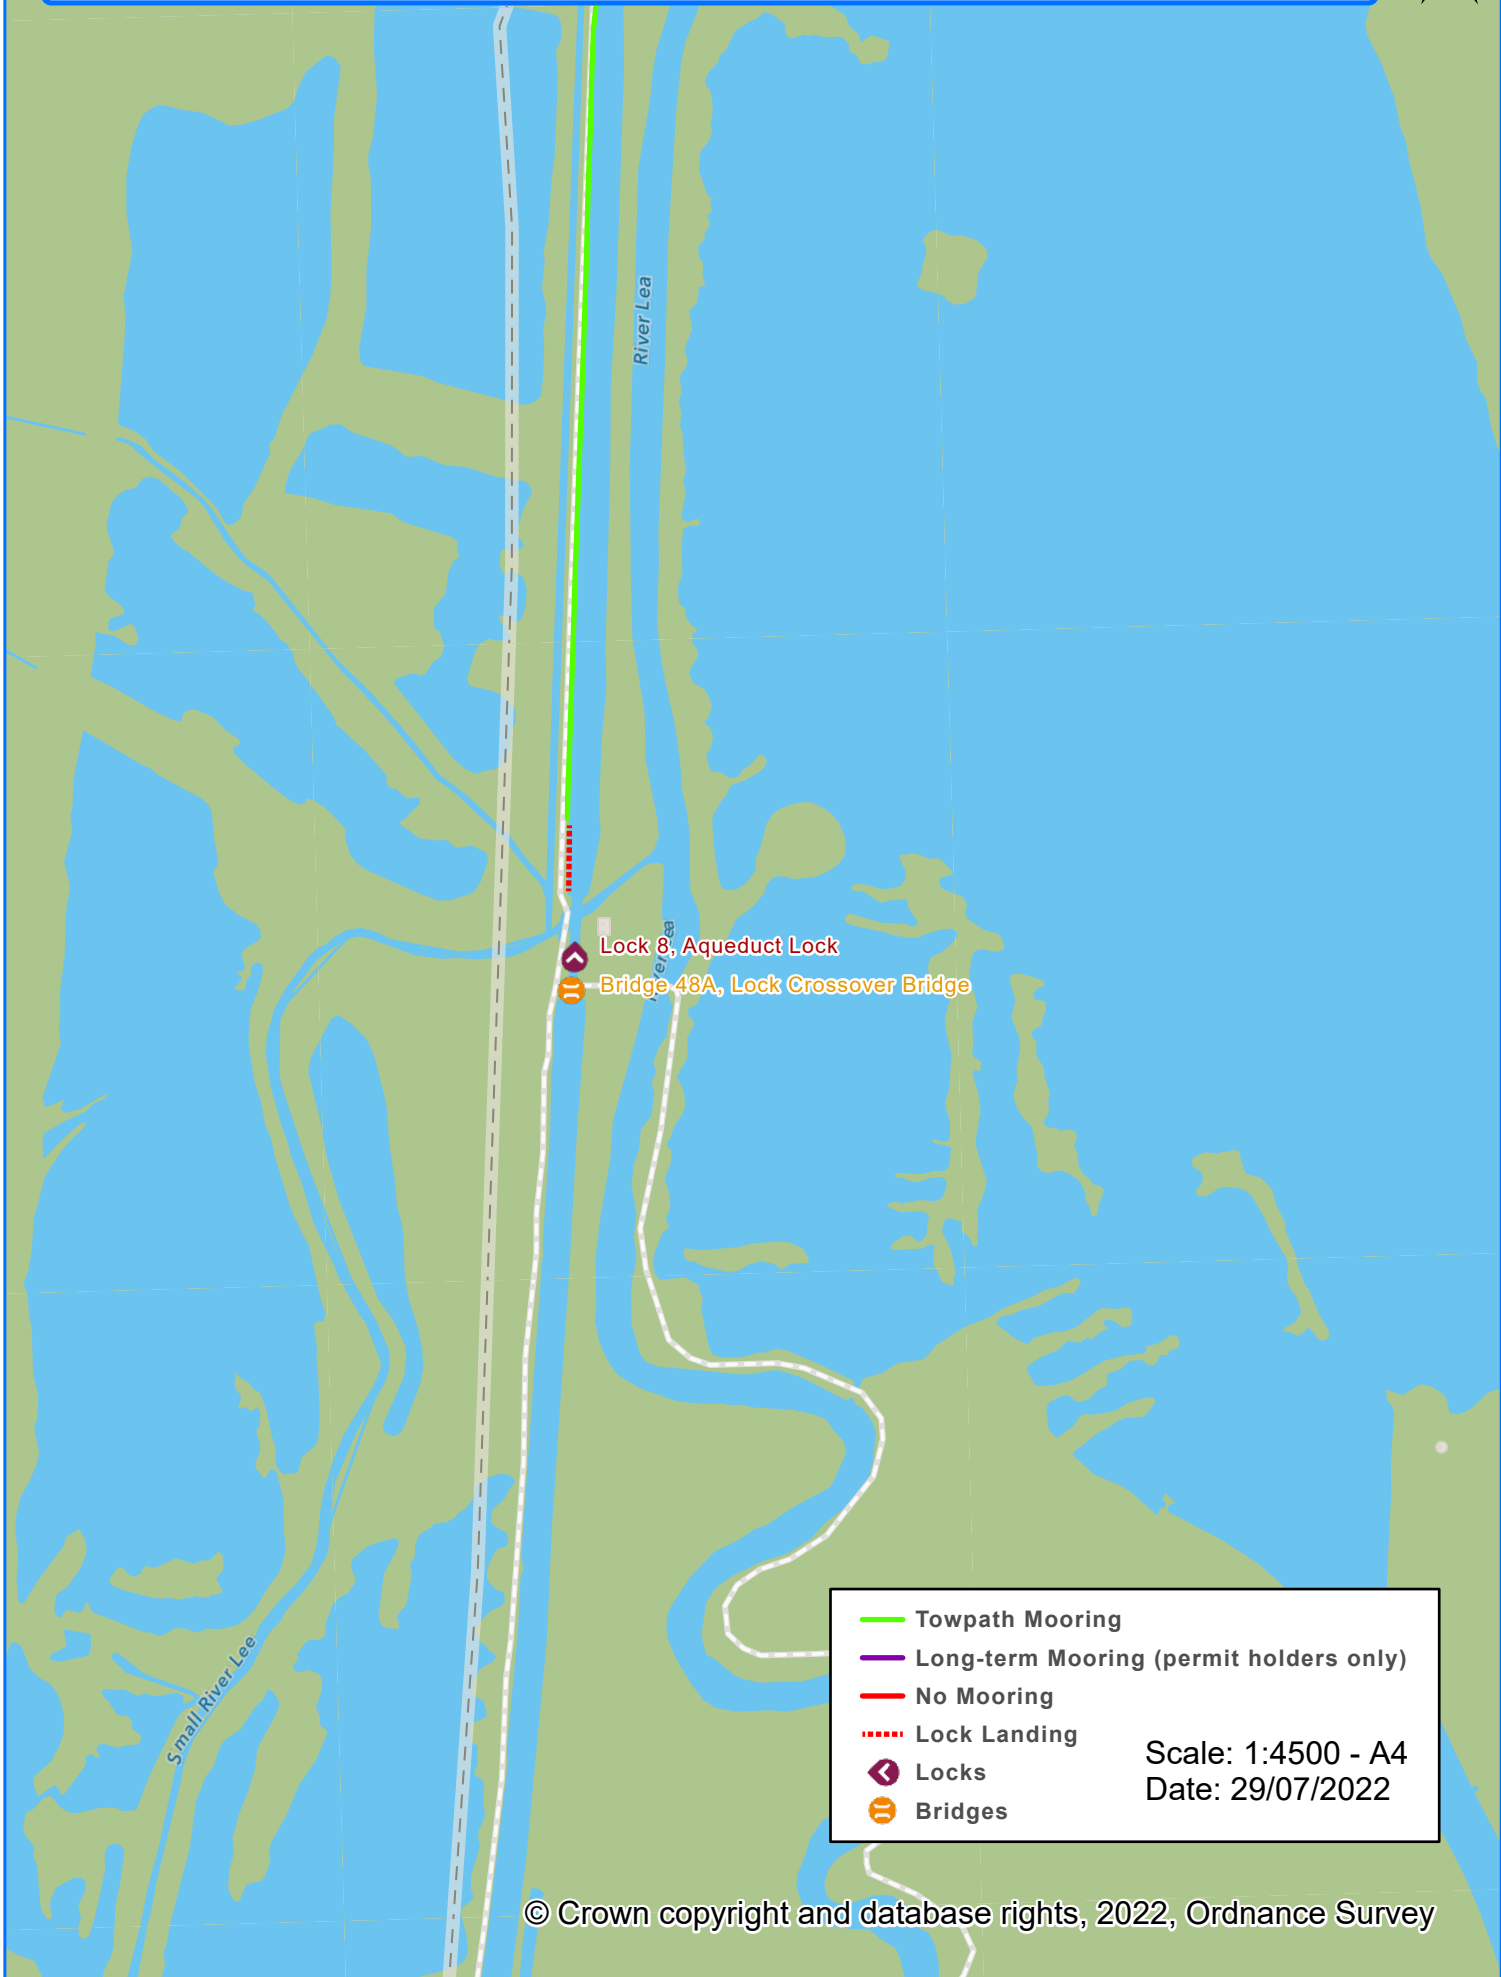 River Lea
Lock 8, Aqueduct Lock
River Lea
Bridge 48A, Lock Crossover Bridge
Small River Lee
Towpath Mooring
Long-term Mooring (permit holders only)
No Mooring
Lock Landing
Locks
Bridges
Scale: 1:4500 - A4
Date: 29/07/2022
© Crown copyright and database rights, 2022, Ordnance Survey